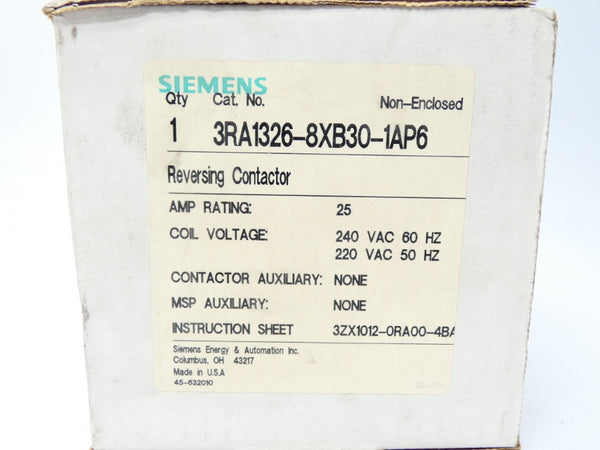 SIEMENS
Qty Cat. No. Non-Enclosed
1 3RA1326-8XB30-1AP6
Reversing Contactor
AMP RATING: 25
COIL VOLTAGE: 240 VAC 60 HZ
220 VAC 50 HZ
CONTACTOR AUXILIARY: NONE
MSP AUXILIARY: NONE
INSTRUCTION SHEET 3ZX1012-0RA00-4BA
Siemens Energy & Automation Inc.
Columbus, OH 43217
Made in U.S.A
45-632010